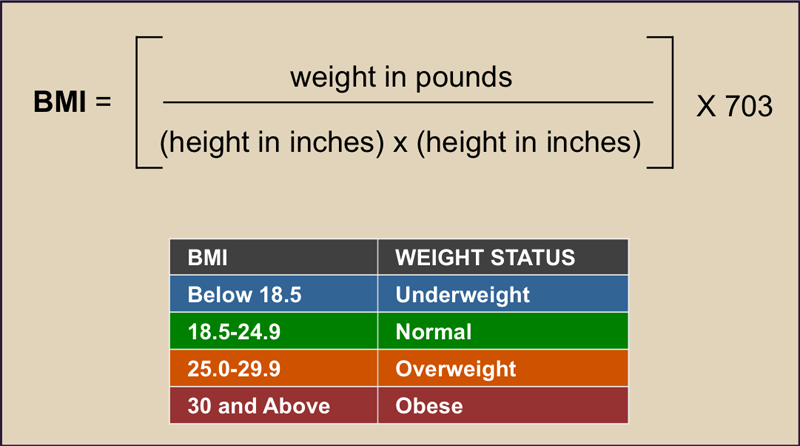 weight in pounds
BMI = X 703
(height in inches) x (height in inches)
BMI WEIGHT STATUS
Below 18.5 Underweight
18.5-24.9 Normal
25.0-29.9 Overweight
30 and Above Obese